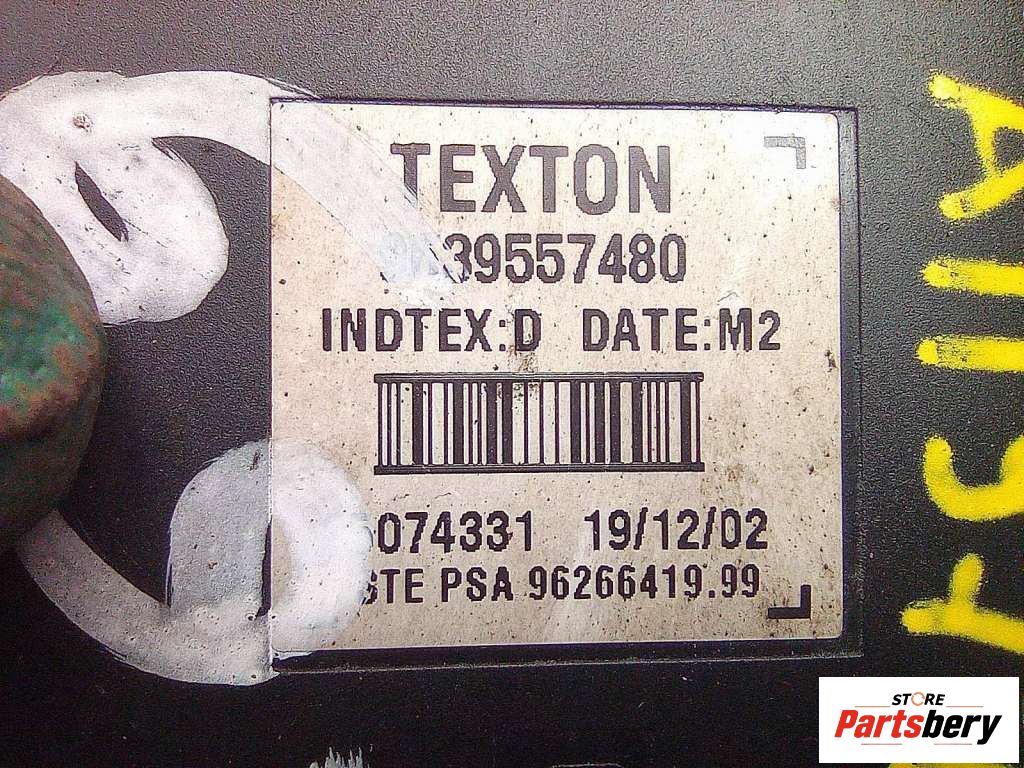 TEXTON
39557480
INDTEX:D DATE:M2
074331 19/12/02
STE PSA 96266419.99
STORE
Partsbery